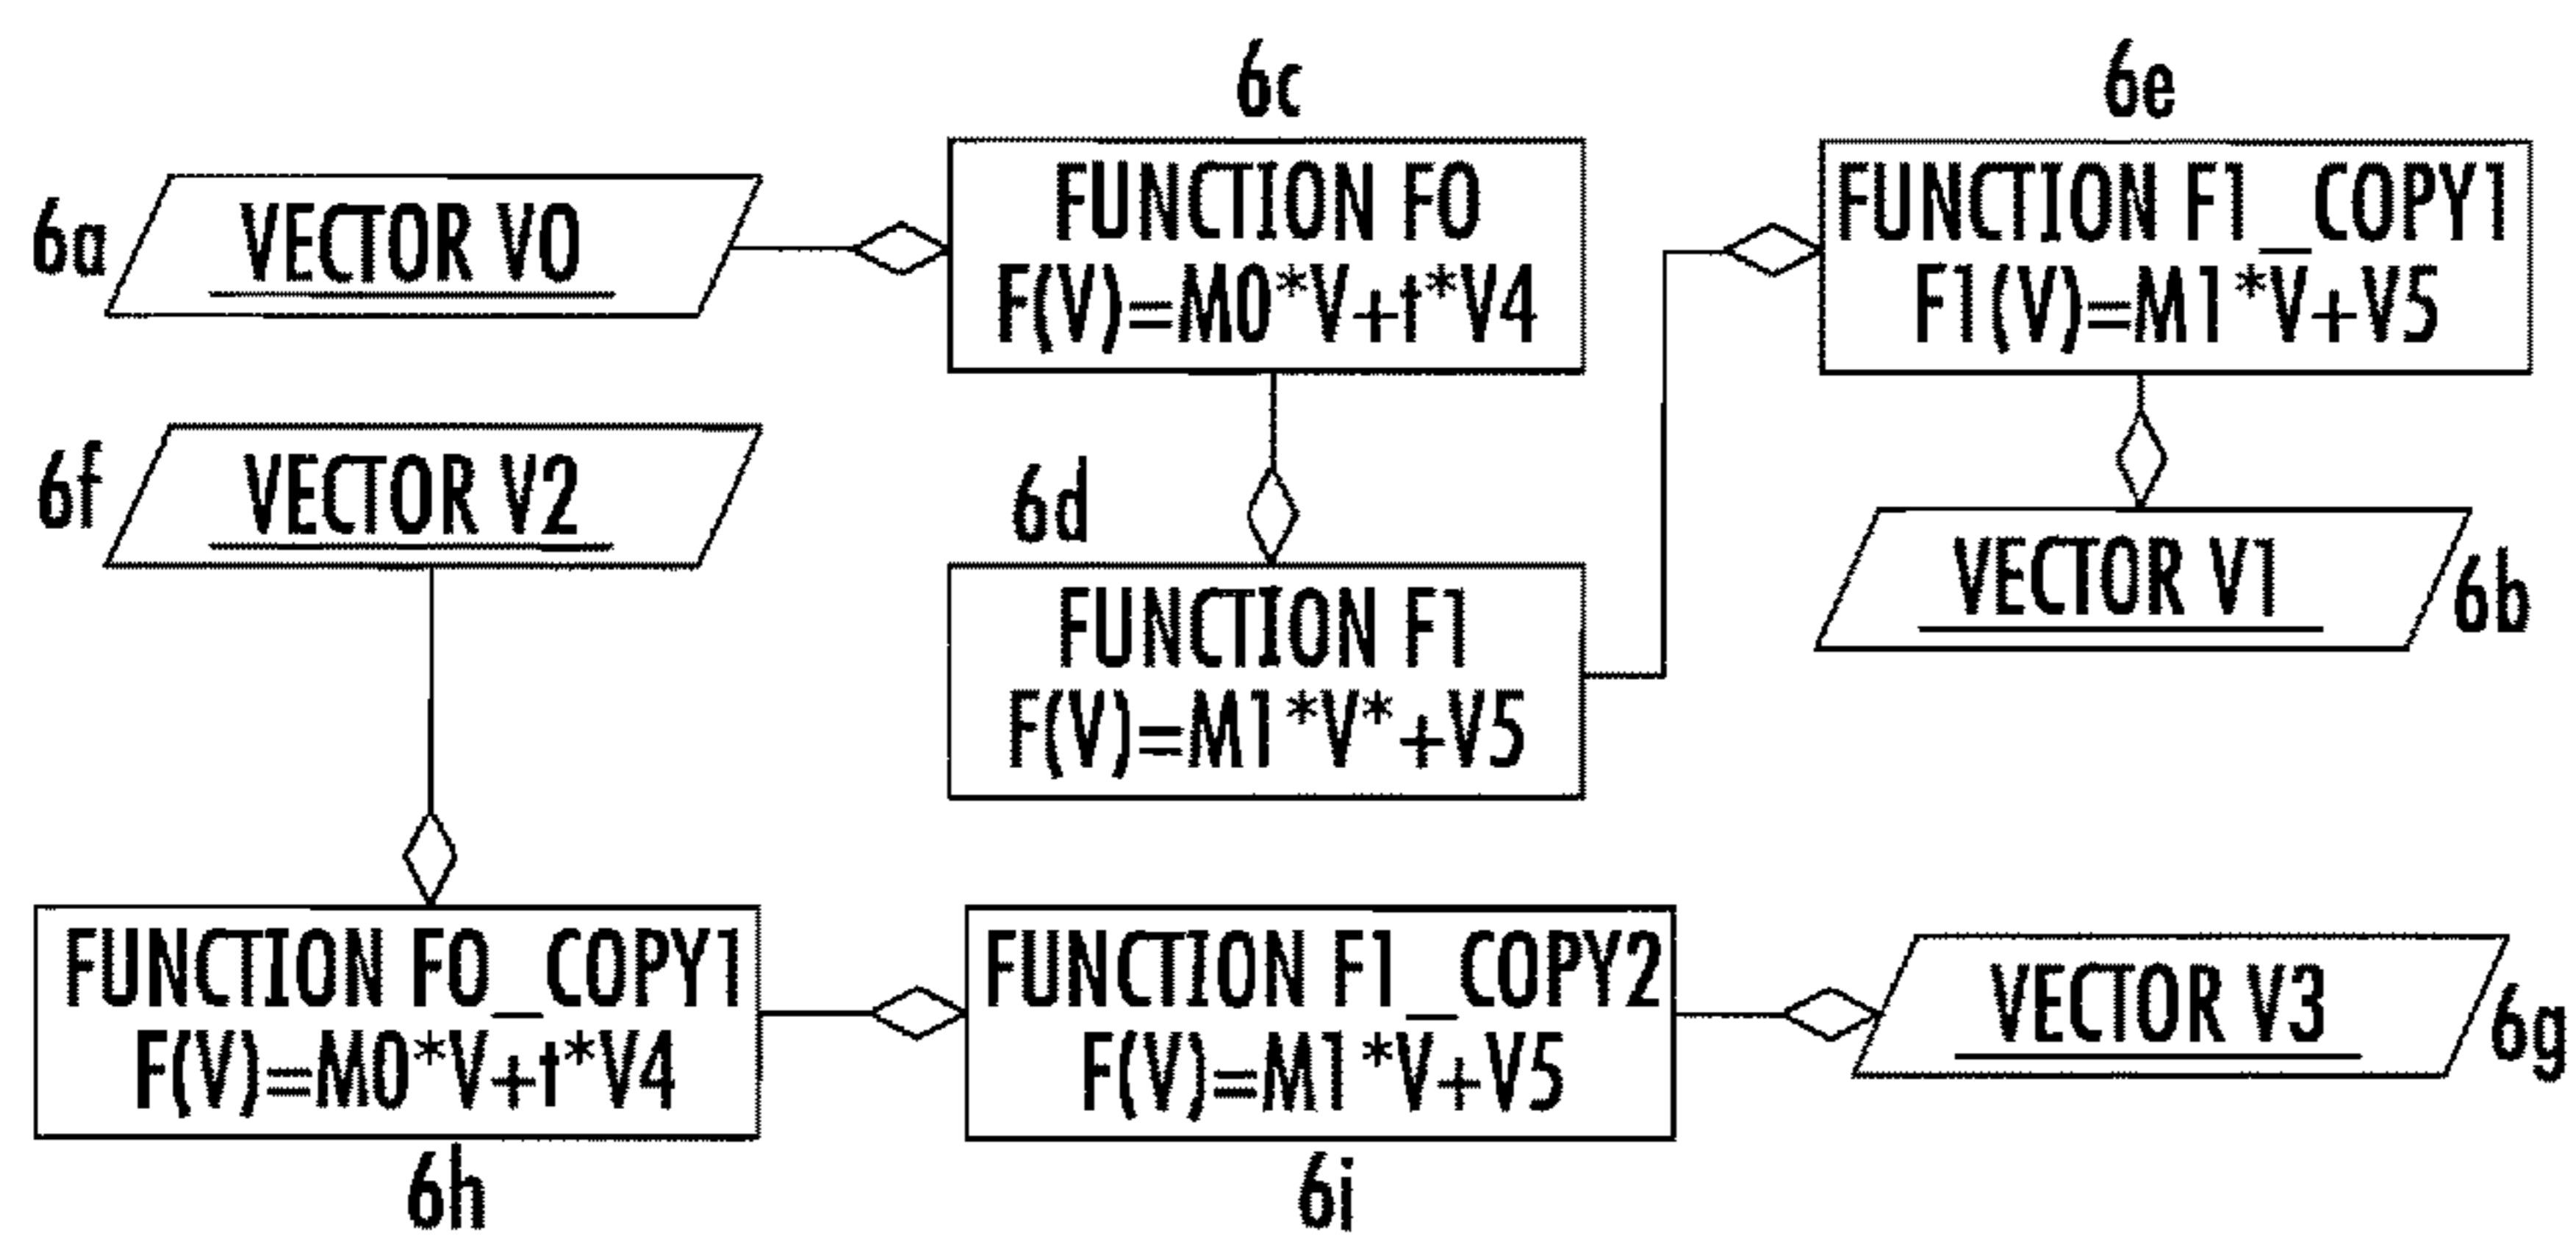 6c
6e
6a
VECTOR V0
FUNCTION F0
F(V)=M0*V+t*V4
FUNCTION F1_COPY1
F1(V)=M1*V+V5
6f
VECTOR V2
6d
FUNCTION F1
F(V)=M1*V*+V5
VECTOR V1
6b
FUNCTION F0_COPY1
F(V)=M0*V+t*V4
6h
FUNCTION F1_COPY2
F(V)=M1*V+V5
6i
VECTOR V3
6g